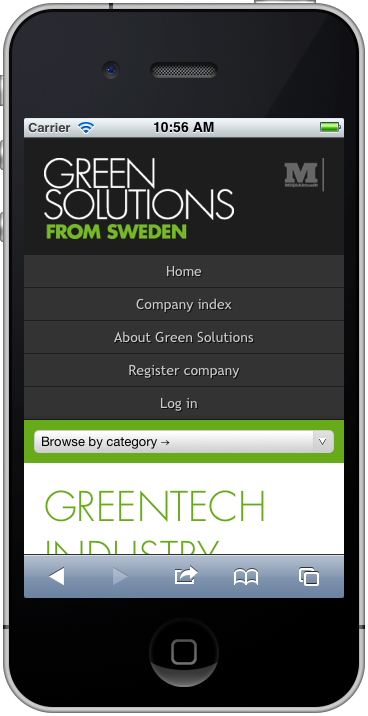 Carrier 10:56 AM
GREEN
SOLUTIONS
FROM SWEDEN
M
Home
Company index
About Green Solutions
Register company
Log in
Browse by category →
GREENTECH
INDUSTRY